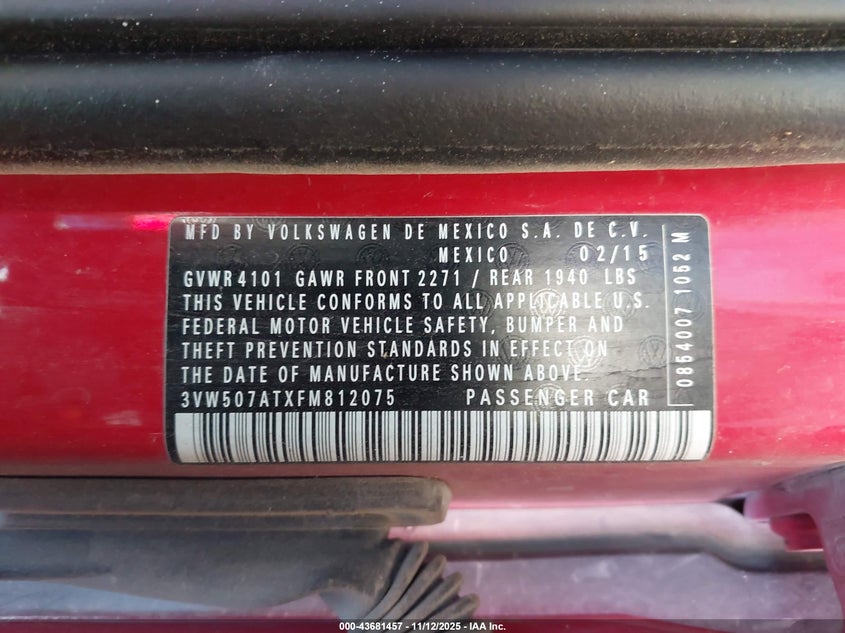 MFD BY VOLKSWAGEN DE MEXICO S.A. DE C.V.
MEXICO 02/15
GVWR 4101 GAWR FRONT 2271 / REAR 1940 LBS
THIS VEHICLE CONFORMS TO ALL APPLICABLE U.S.
FEDERAL MOTOR VEHICLE SAFETY, BUMPER AND
THEFT PREVENTION STANDARDS IN EFFECT ON
THE DATE OF MANUFACTURE SHOWN ABOVE.
3VW507ATXFM812075 PASSENGER CAR
0854007 1052 M
000-43681457 - 11/12/2025 - IAA Inc.